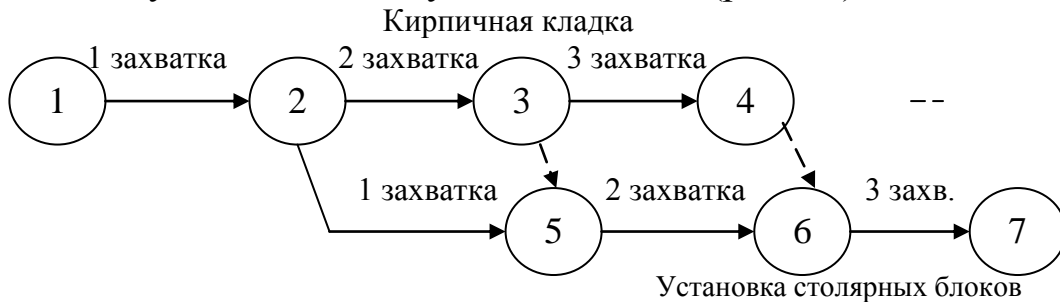 Кирпичная кладка
1 захватка 2 захватка 3 захватка
1 2 3 4 --
1 захватка 2 захватка 3 захв.
5 6 7
Установка столярных блоков